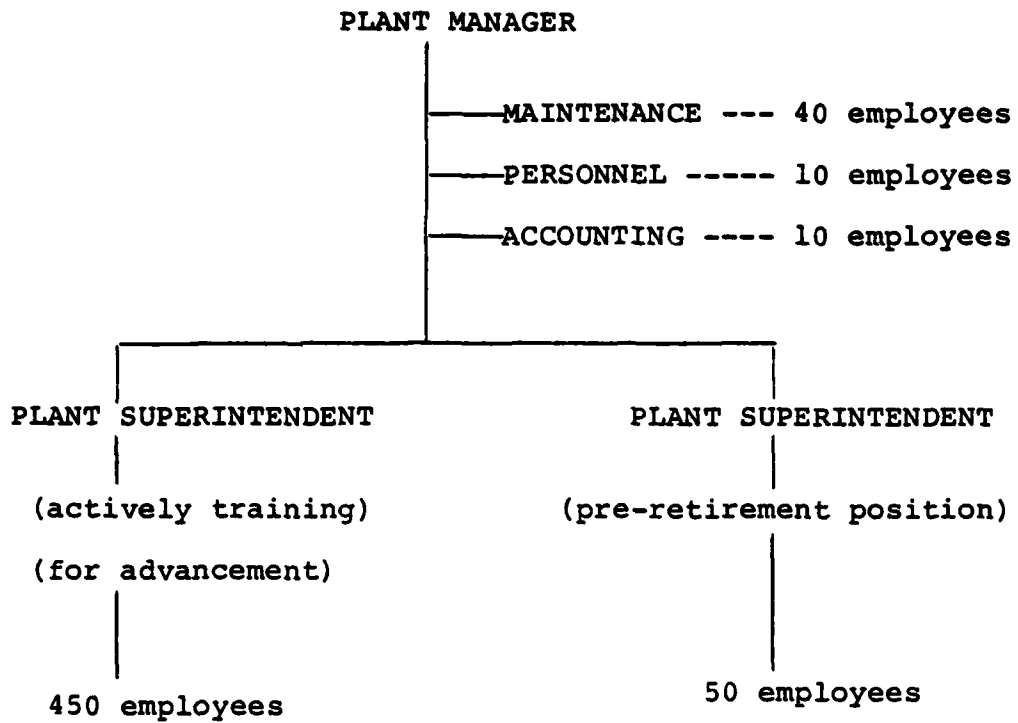 PLANT MANAGER
MAINTENANCE --- 40 employees
PERSONNEL ----- 10 employees
ACCOUNTING ---- 10 employees
PLANT SUPERINTENDENT
(actively training)
(for advancement)
450 employees
PLANT SUPERINTENDENT
(pre-retirement position)
50 employees